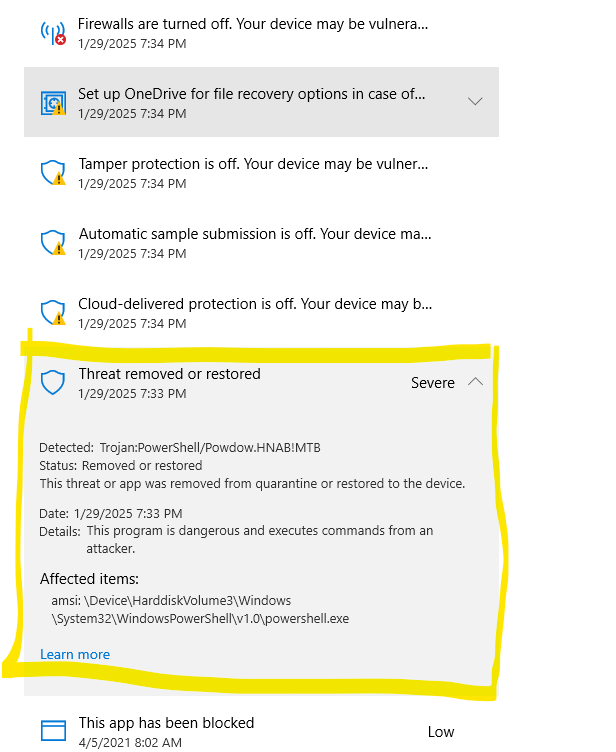 Firewalls are turned off. Your device may be vulnera...
1/29/2025 7:34 PM
Set up OneDrive for file recovery options in case of...
1/29/2025 7:34 PM
Tamper protection is off. Your device may be vulner...
1/29/2025 7:34 PM
Automatic sample submission is off. Your device ma...
1/29/2025 7:34 PM
Cloud-delivered protection is off. Your device may b...
1/29/2025 7:34 PM
Threat removed or restored
1/29/2025 7:33 PM
Severe
Detected: Trojan:PowerShell/Powdow.HNAB!MTB
Status: Removed or restored
This threat or app was removed from quarantine or restored to the device.
Date: 1/29/2025 7:33 PM
Details: This program is dangerous and executes commands from an
attacker.
Affected items:
amsi: \Device\HarddiskVolume3\Windows
\System32\WindowsPowerShell\v1.0\powershell.exe
Learn more
This app has been blocked
4/5/2021 8:02 AM
Low